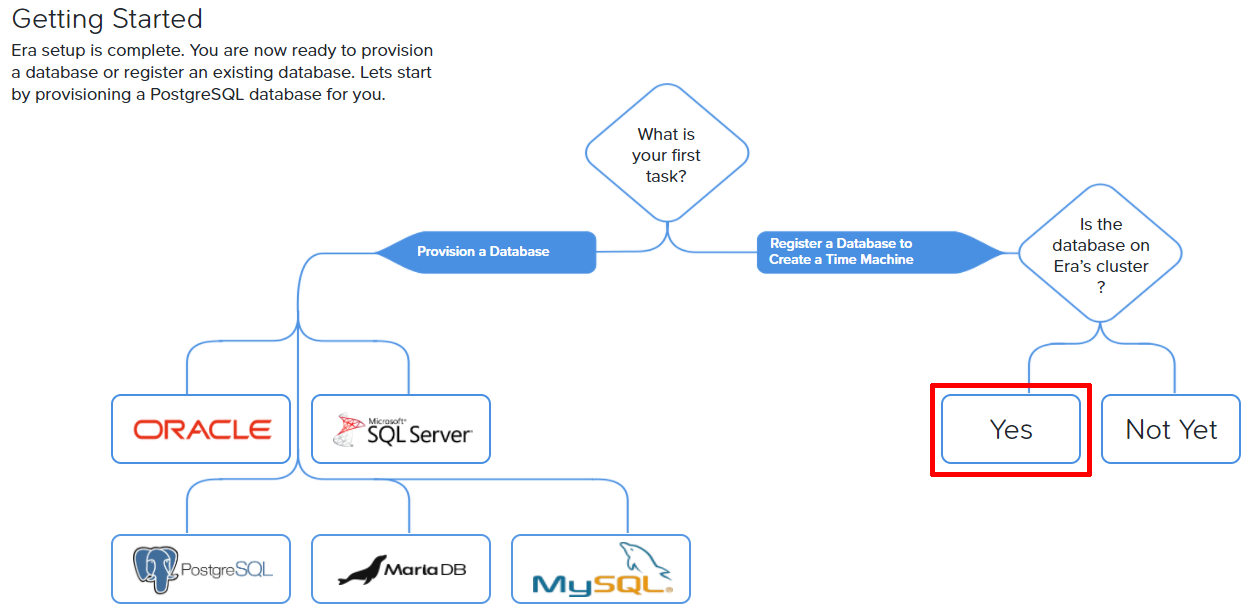 Getting Started
Era setup is complete. You are now ready to provision
a database or register an existing database. Lets start
by provisioning a PostgreSQL database for you.
What is
your first
task?
Provision a Database
Register a Database to
Create a Time Machine
Is the
database on
Era's cluster
?
ORACLE
Microsoft®
SQL Server
Yes
Not Yet
PostgreSQL
MariaDB
MySQL®